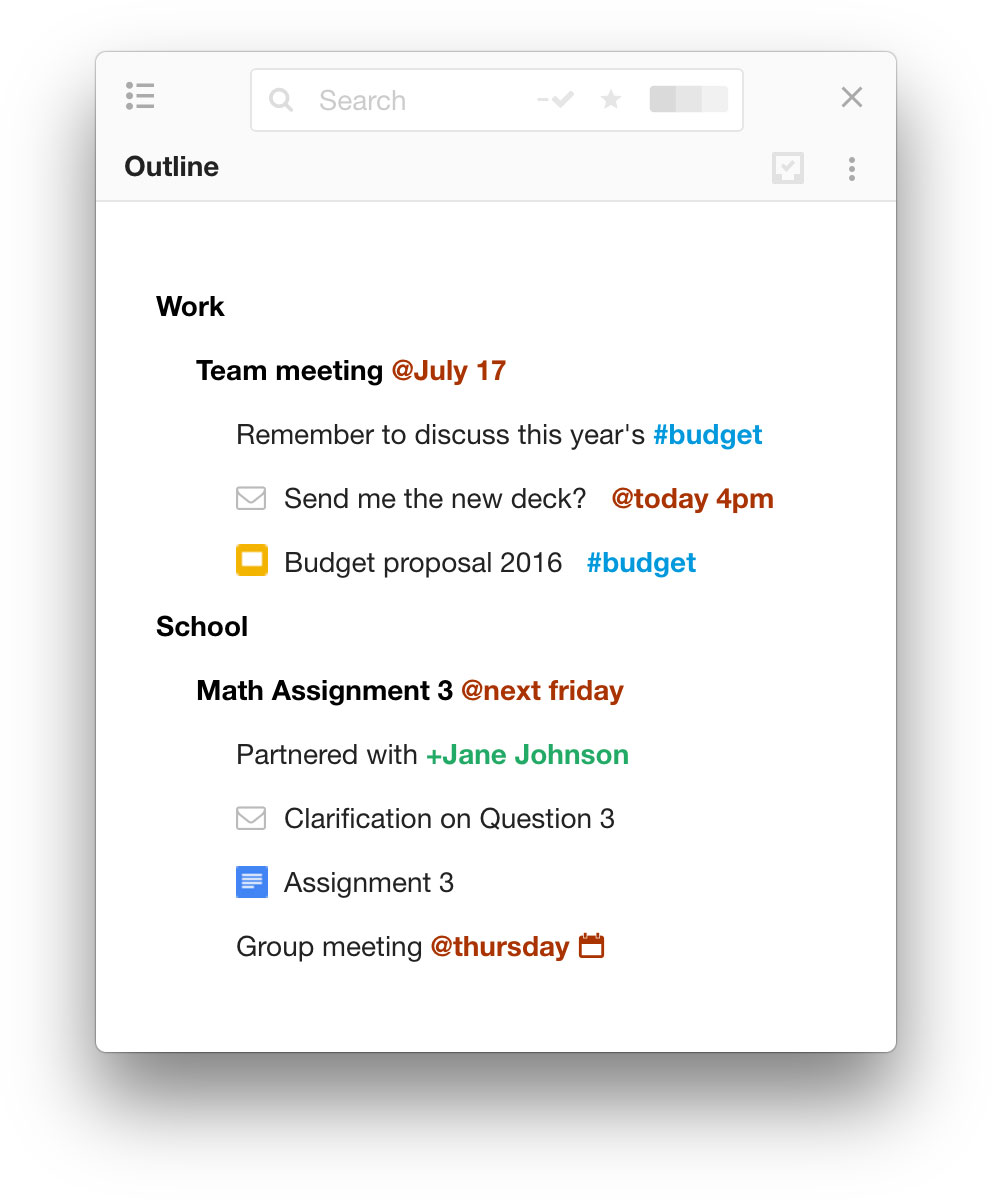 Search
Outline
Work
Team meeting @July 17
Remember to discuss this year's #budget
Send me the new deck? @today 4pm
Budget proposal 2016 #budget
School
Math Assignment 3 @next friday
Partnered with +Jane Johnson
Clarification on Question 3
Assignment 3
Group meeting @thursday